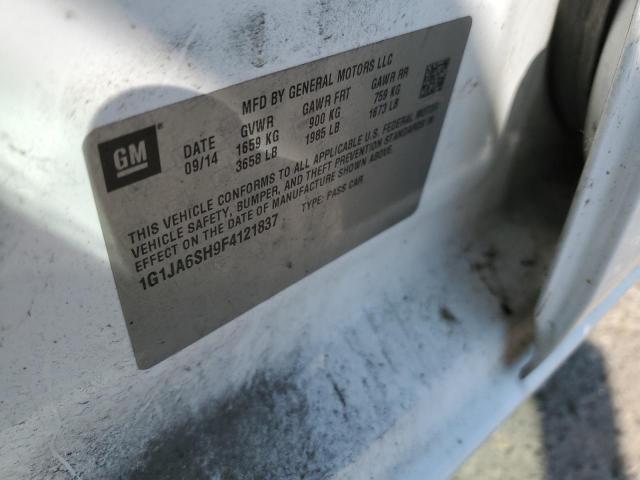 MFD BY GENERAL MOTORS LLC
GM
DATE GVWR GAWR FRT GAWR RR
09/14 1659 KG 900 KG 759 KG
3658 LB 1985 LB 1673 LB
THIS VEHICLE CONFORMS TO ALL APPLICABLE U.S. FEDERAL MOTOR
VEHICLE SAFETY, BUMPER, AND THEFT PREVENTION STANDARDS IN
EFFECT ON THE DATE OF MANUFACTURE SHOWN ABOVE.
1G1JA6SH9F4121837 TYPE: PASS CAR